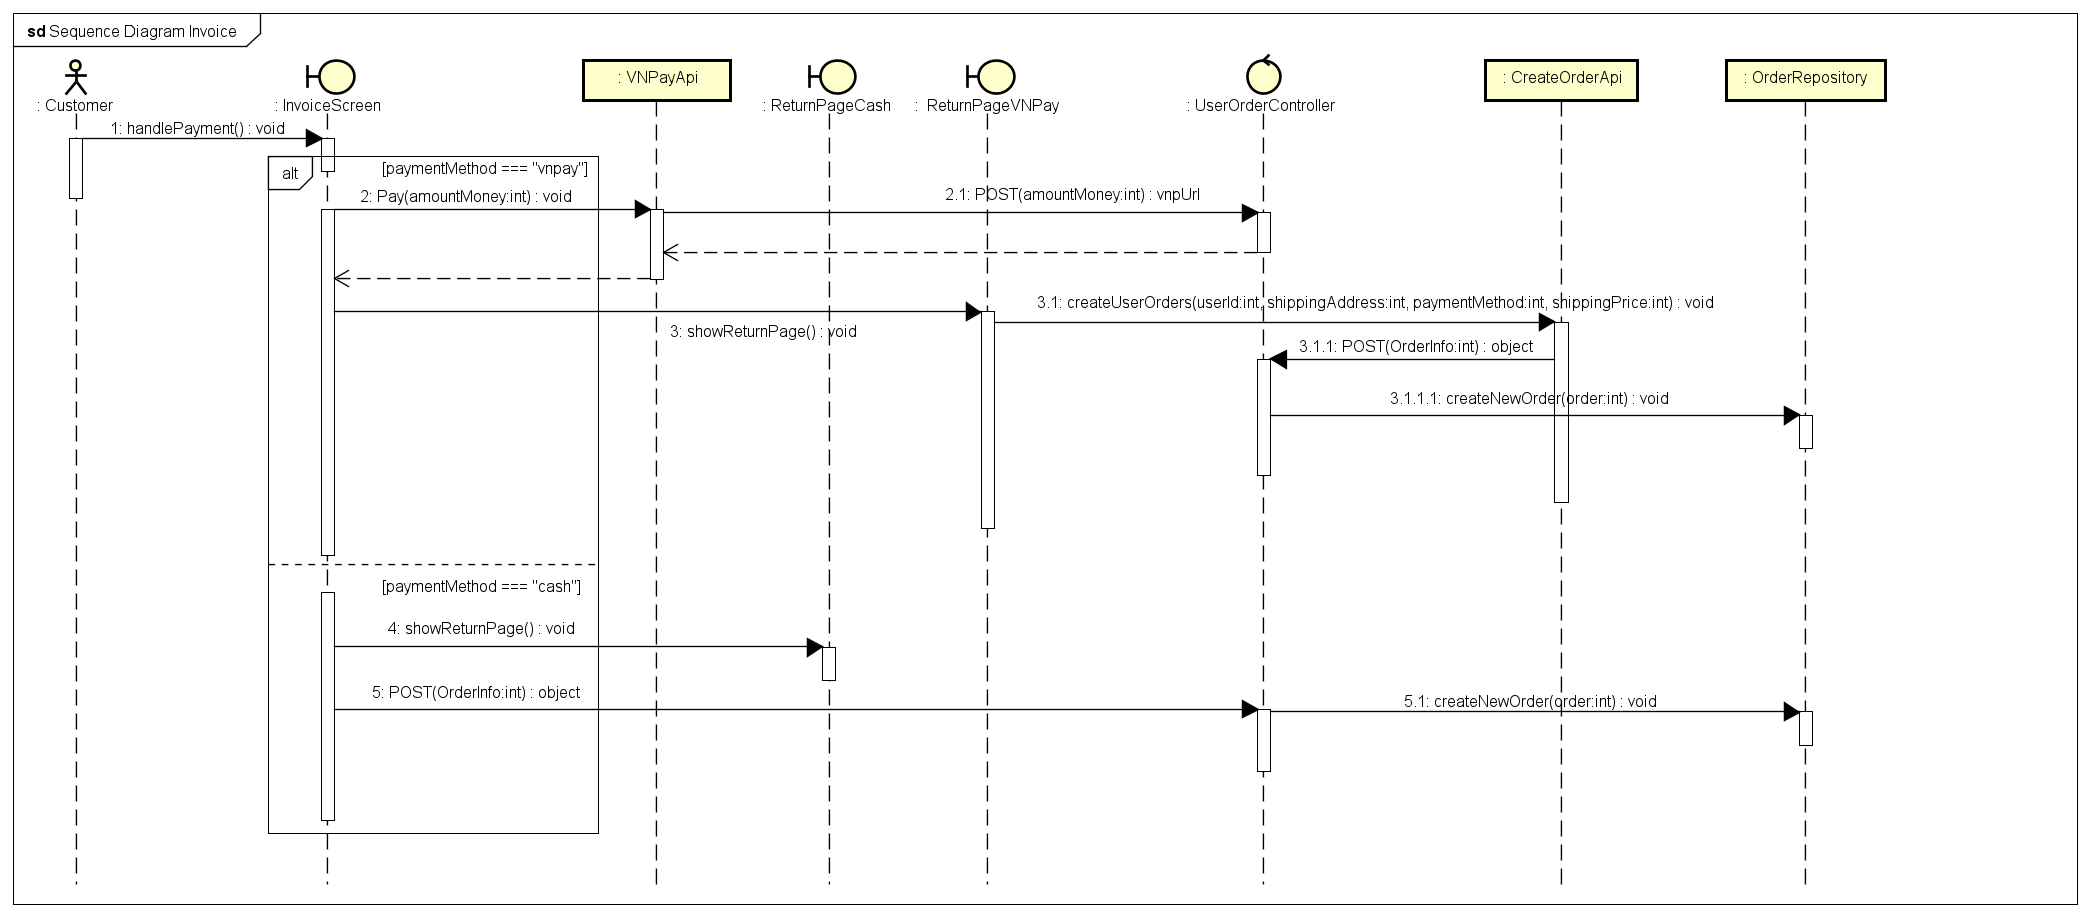 sd Sequence Diagram Invoice
: Customer
: InvoiceScreen
: VNPayApi
: ReturnPageCash
: ReturnPageVNPay
: UserOrderController
: CreateOrderApi
: OrderRepository
1: handlePayment() : void
alt
[paymentMethod === "vnpay"]
2: Pay(amountMoney:int) : void
2.1: POST(amountMoney:int) : vnpUrl
3.1: createUserOrders(userId:int, shippingAddress:int, paymentMethod:int, shippingPrice:int) : void
3: showReturnPage() : void
3.1.1: POST(OrderInfo:int) : object
3.1.1.1: createNewOrder(order:int) : void
[paymentMethod === "cash"]
4: showReturnPage() : void
5: POST(OrderInfo:int) : object
5.1: createNewOrder(order:int) : void